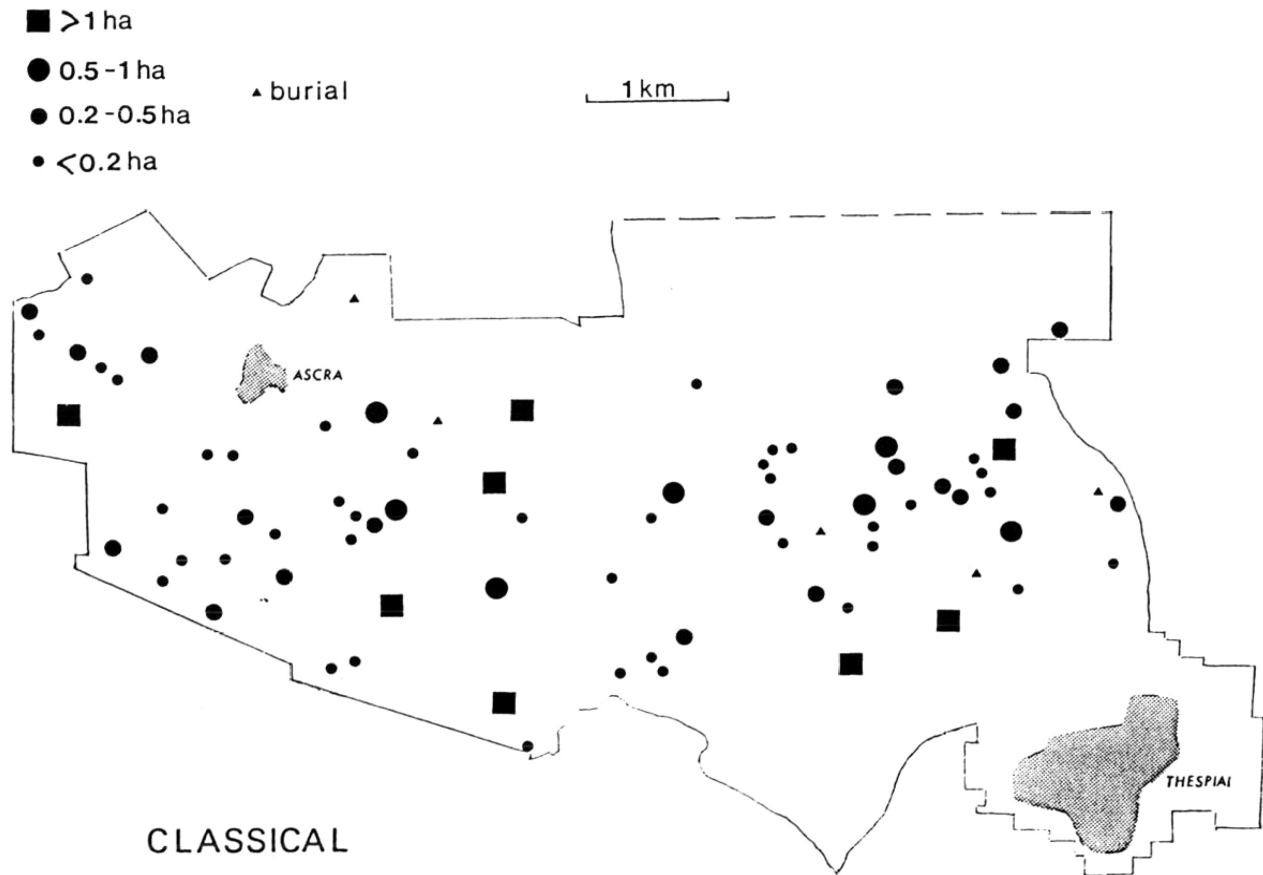 >1 ha
0.5-1 ha
0.2-0.5 ha
<0.2 ha
burial
1 km
ASCRA
THESPIAI
CLASSICAL